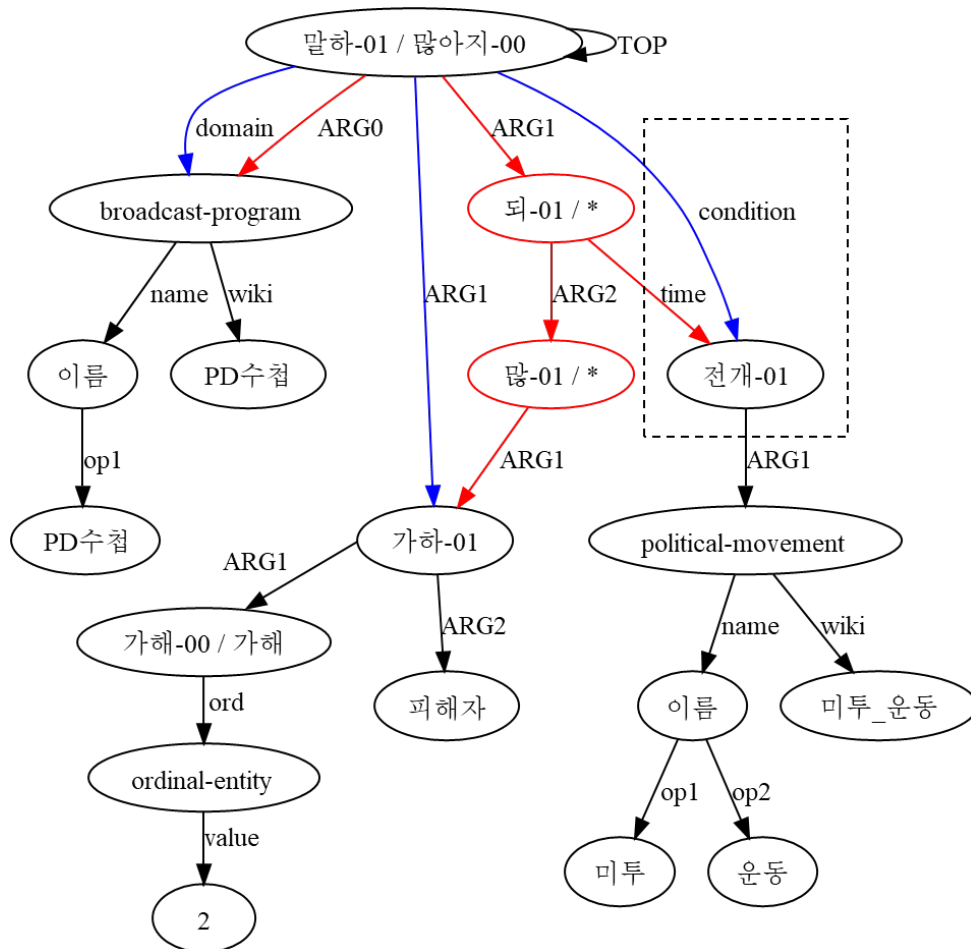 말하-01 / 많아지-00
TOP
domain
ARG0
ARG1
broadcast-program
되-01 / *
condition
name
wiki
ARG1
ARG2
time
이름
PD수첩
많-01 / *
전개-01
op1
ARG1
ARG1
PD수첩
가하-01
political-movement
ARG1
ARG2
name
wiki
가해-00 / 가해
피해자
이름
미투_운동
ord
ordinal-entity
op1
op2
value
미투
운동
2